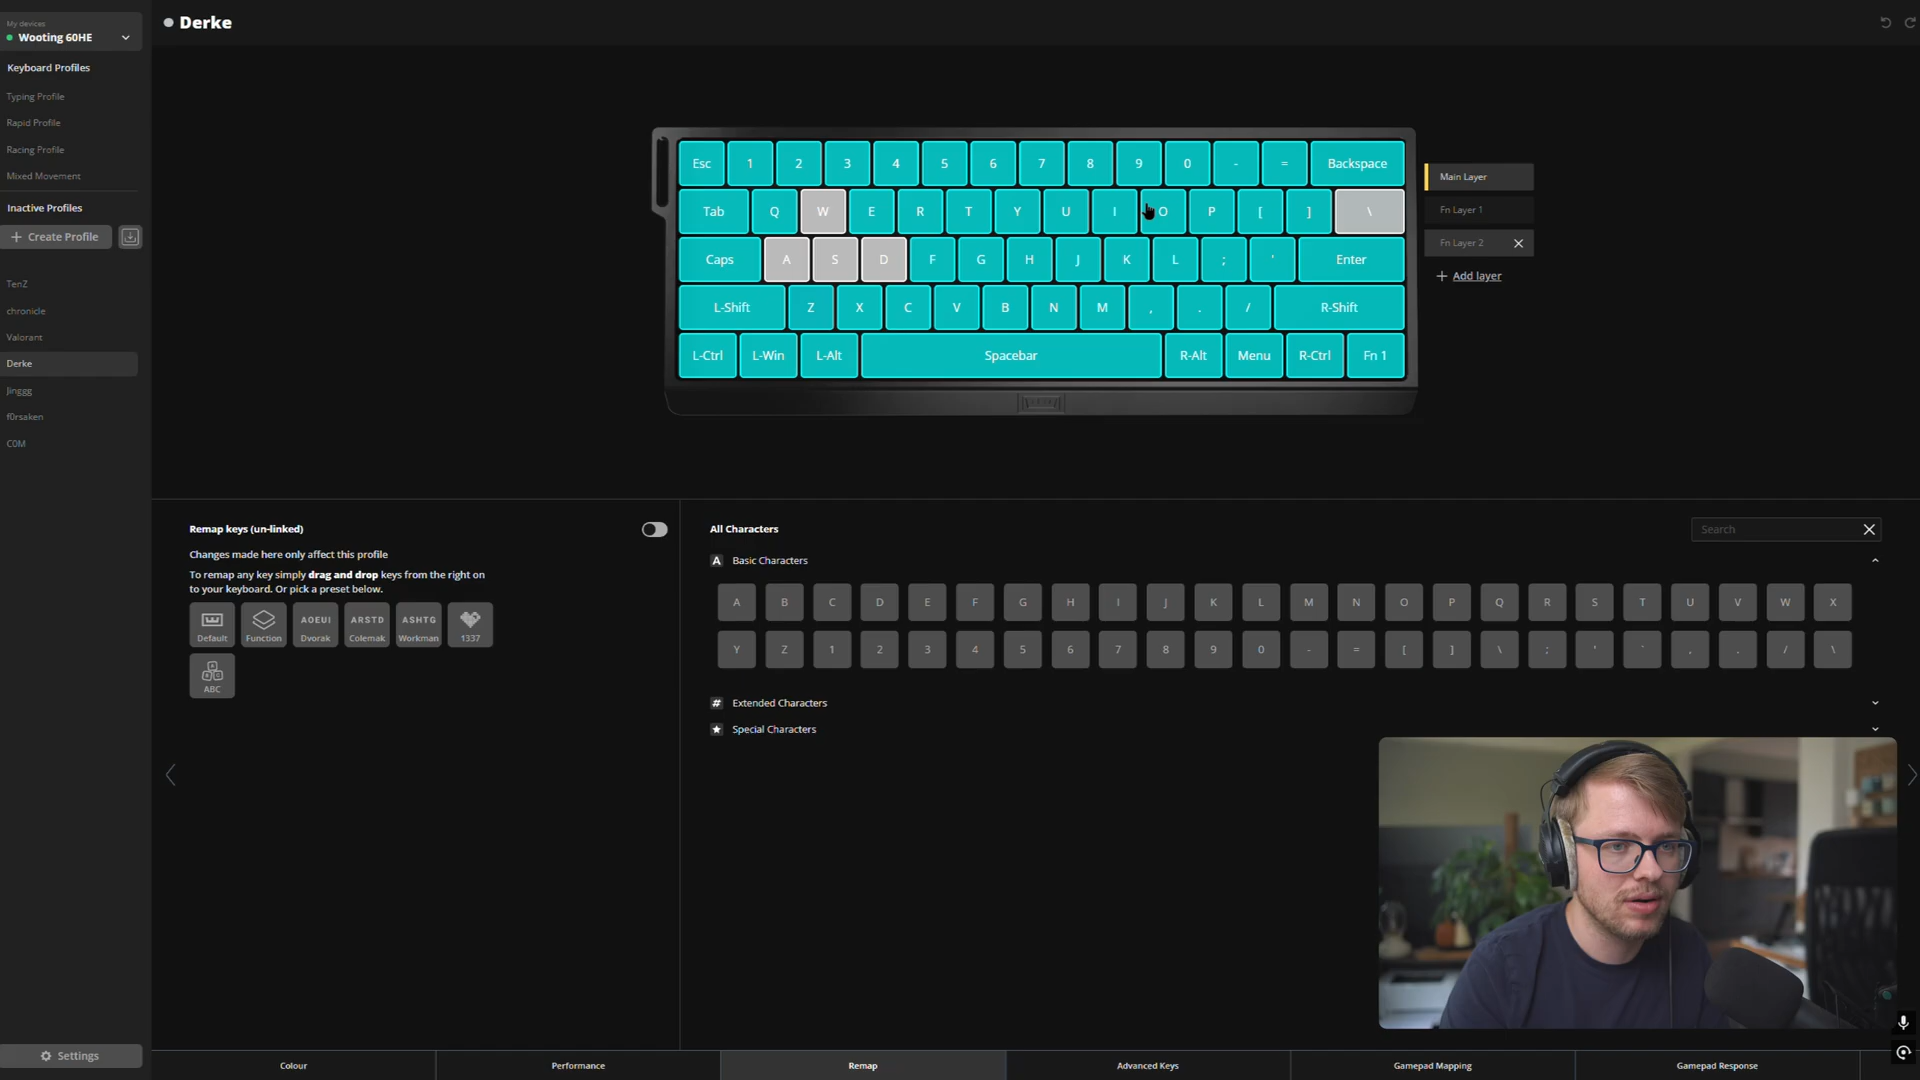 My devices
Wooting 60HE
Keyboard Profiles
Typing Profile
Rapid Profile
Racing Profile
Mixed Movement
Inactive Profiles
+ Create Profile
TenZ
chronicle
Valorant
Derke
Jinggg
f0rsaken
C0M
Settings
Derke
Esc 1 2 3 4 5 6 7 8 9 0 - = Backspace
Tab Q W E R T Y U I O P [ ] \
Caps A S D F G H J K L ; ' Enter
L-Shift Z X C V B N M , . / R-Shift
L-Ctrl L-Win L-Alt Spacebar R-Alt Menu R-Ctrl Fn 1
Main Layer
Fn Layer 1
Fn Layer 2
+ Add layer
Remap keys (un-linked)
Changes made here only affect this profile
To remap any key simply drag and drop keys from the right on
to your keyboard. Or pick a preset below.
Default
Function
AOEUI
Dvorak
ARSTD
Colemak
ASHTG
Workman
1337
ABC
All Characters
Search
A Basic Characters
A B C D E F G H I J K L M N O P Q R S T U V W X
Y Z 1 2 3 4 5 6 7 8 9 0 - = [ ] \ ; ' ` , . / \
# Extended Characters
Special Characters
Colour
Performance
Remap
Advanced Keys
Gamepad Mapping
Gamepad Response